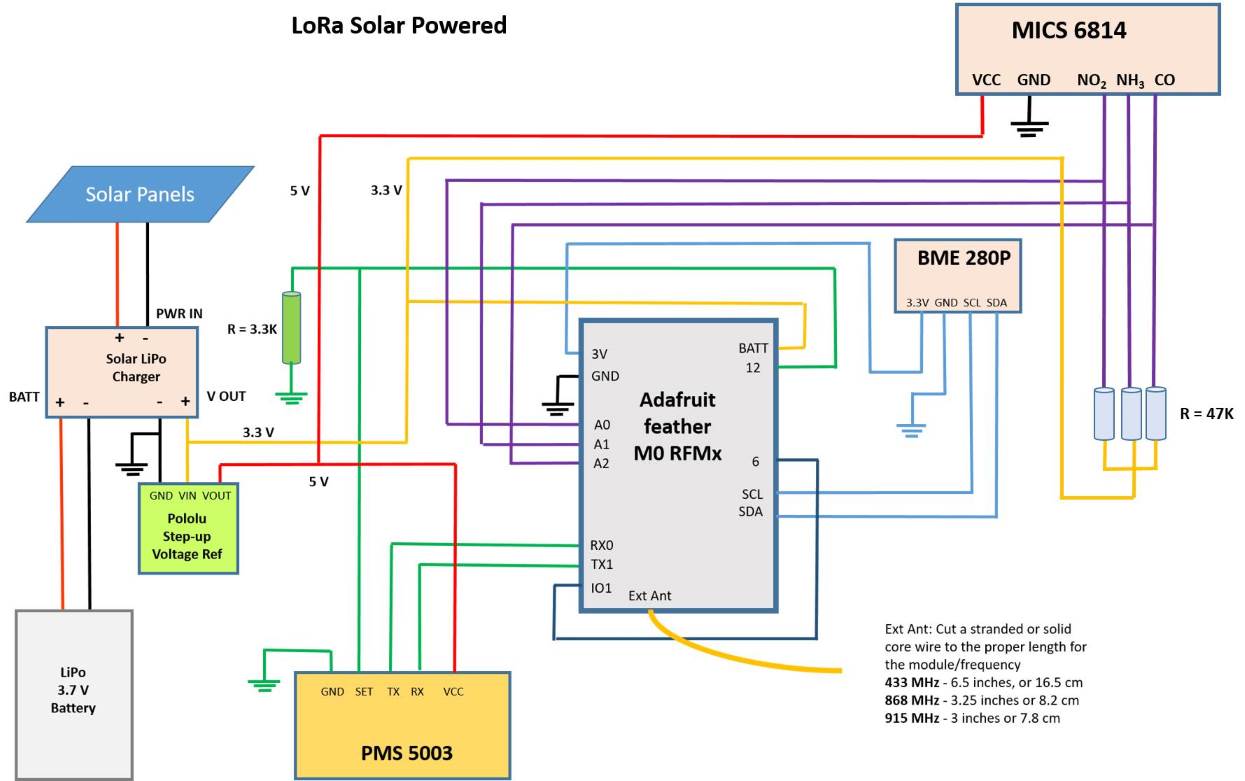 LoRa Solar Powered
MICS 6814
VCC GND NO₂ NH₃ CO
Solar Panels
5 V
3.3 V
BME 280P
3.3V GND SCL SDA
PWR IN
+ -
Solar LiPo
Charger
BATT
+ - - +
V OUT
R = 3.3K
3V
GND
A0
A1
A2
RX0
TX1
IO1
Adafruit
feather
M0 RFMx
BATT
12
6
SCL
SDA
Ext Ant
R = 47K
3.3 V
5 V
GND VIN VOUT
Pololu
Step-up
Voltage Ref
LiPo
3.7 V
Battery
GND SET TX RX VCC
PMS 5003
Ext Ant: Cut a stranded or solid
core wire to the proper length for
the module/frequency
433 MHz - 6.5 inches, or 16.5 cm
868 MHz - 3.25 inches or 8.2 cm
915 MHz - 3 inches or 7.8 cm